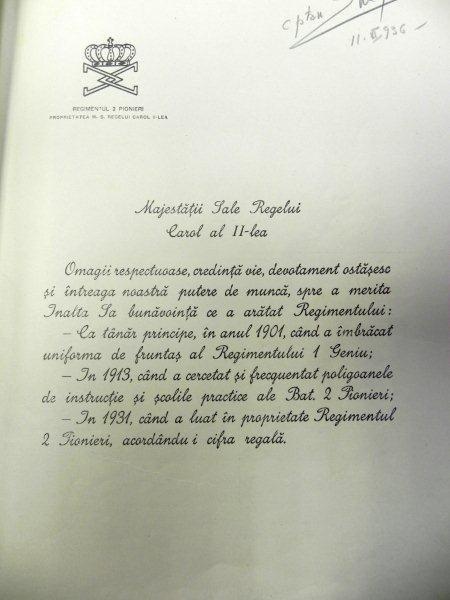 cptan
11.VI.936 -
REGIMENTUL 2 PIONIERI
PROPRIETATEA M. S. REGELUI CAROL II-LEA
Majestății Sale Regelui
Carol al II-lea
Omagii respectuoase, credință vie, devotament ostășesc
și întreaga noastră putere de muncă, spre a merita
Inalta Sa bunăvoință ce a arătat Regimentului:
– Ca tânăr principe, în anul 1901, când a îmbrăcat
uniforma de fruntaș al Regimentului 1 Geniu;
– In 1913, când a cercetat și frecquentat poligoanele
de instrucție și școlile practice ale Bat. 2 Pionieri;
– In 1931, când a luat în proprietate Regimentul
2 Pionieri, acordându i cifra regală.